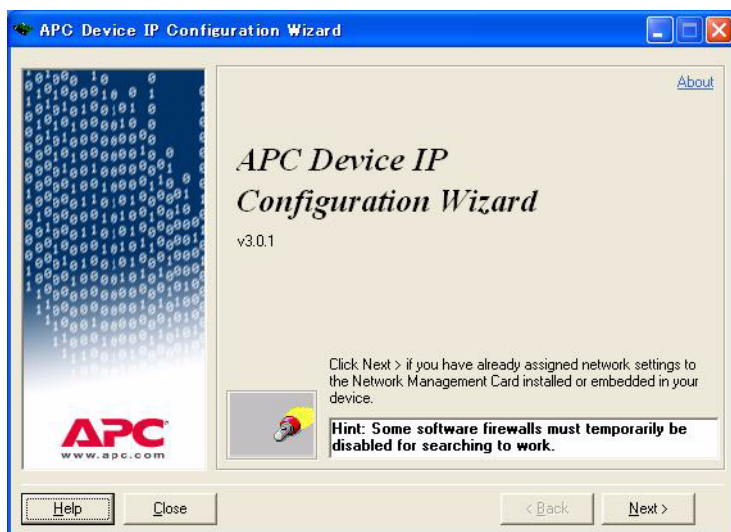 APC Device IP Configuration Wizard
About
APC Device IP
Configuration Wizard
v3.0.1
Click Next > if you have already assigned network settings to
the Network Management Card installed or embedded in your
device.
Hint: Some software firewalls must temporarily be
disabled for searching to work.
APC
www.apc.com
Help
Close
< Back
Next >